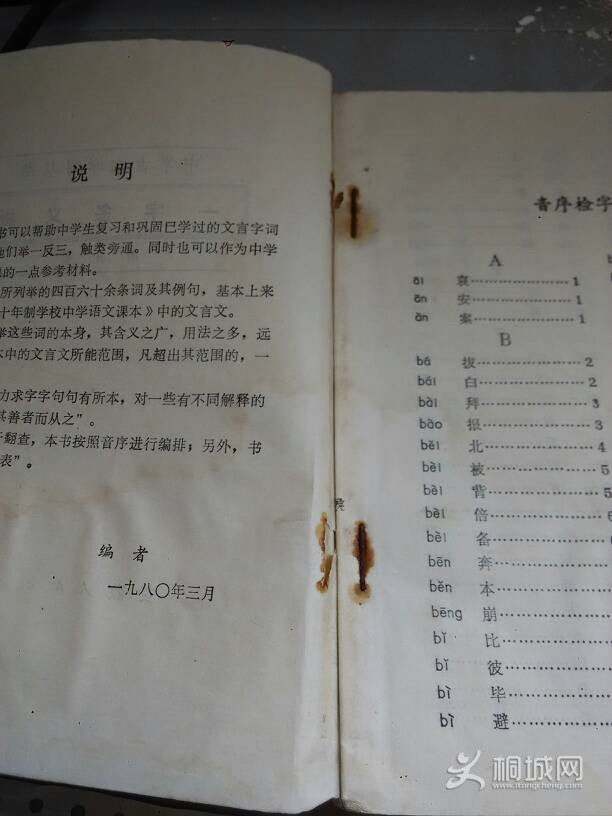 说 明
书可以帮助中学生复习和巩固已学过的文言字词
他们举一反三，触类旁通。同时也可以作为中学
的一点参考材料。
所列举的四百六十余条词及其例句，基本上来
十年制学校中学语文课本》中的文言文。
举这些词的本身，其含义之广，用法之多，远
本中的文言文所能范围，凡超出其范围的，一
力求字字句句有所本，对一些有不同解释的
其善者而从之”。
于翻查，本书按照音序进行编排；另外，书
表”。
编 者
一九八〇年三月
音序检字
A
āi 哀 1
ān 安 1
àn 案 1
B
bá 拔 2
bái 白 2
bài 拜 3
bào 报 3
běi 北 4
bèi 被 5
bèi 背 5
bèi 倍 6
bèi 备
bēn 奔
běn 本
bēng 崩
bǐ 比
bǐ 彼
bì 毕
bì 避
桐城网
www.itongcheng.com